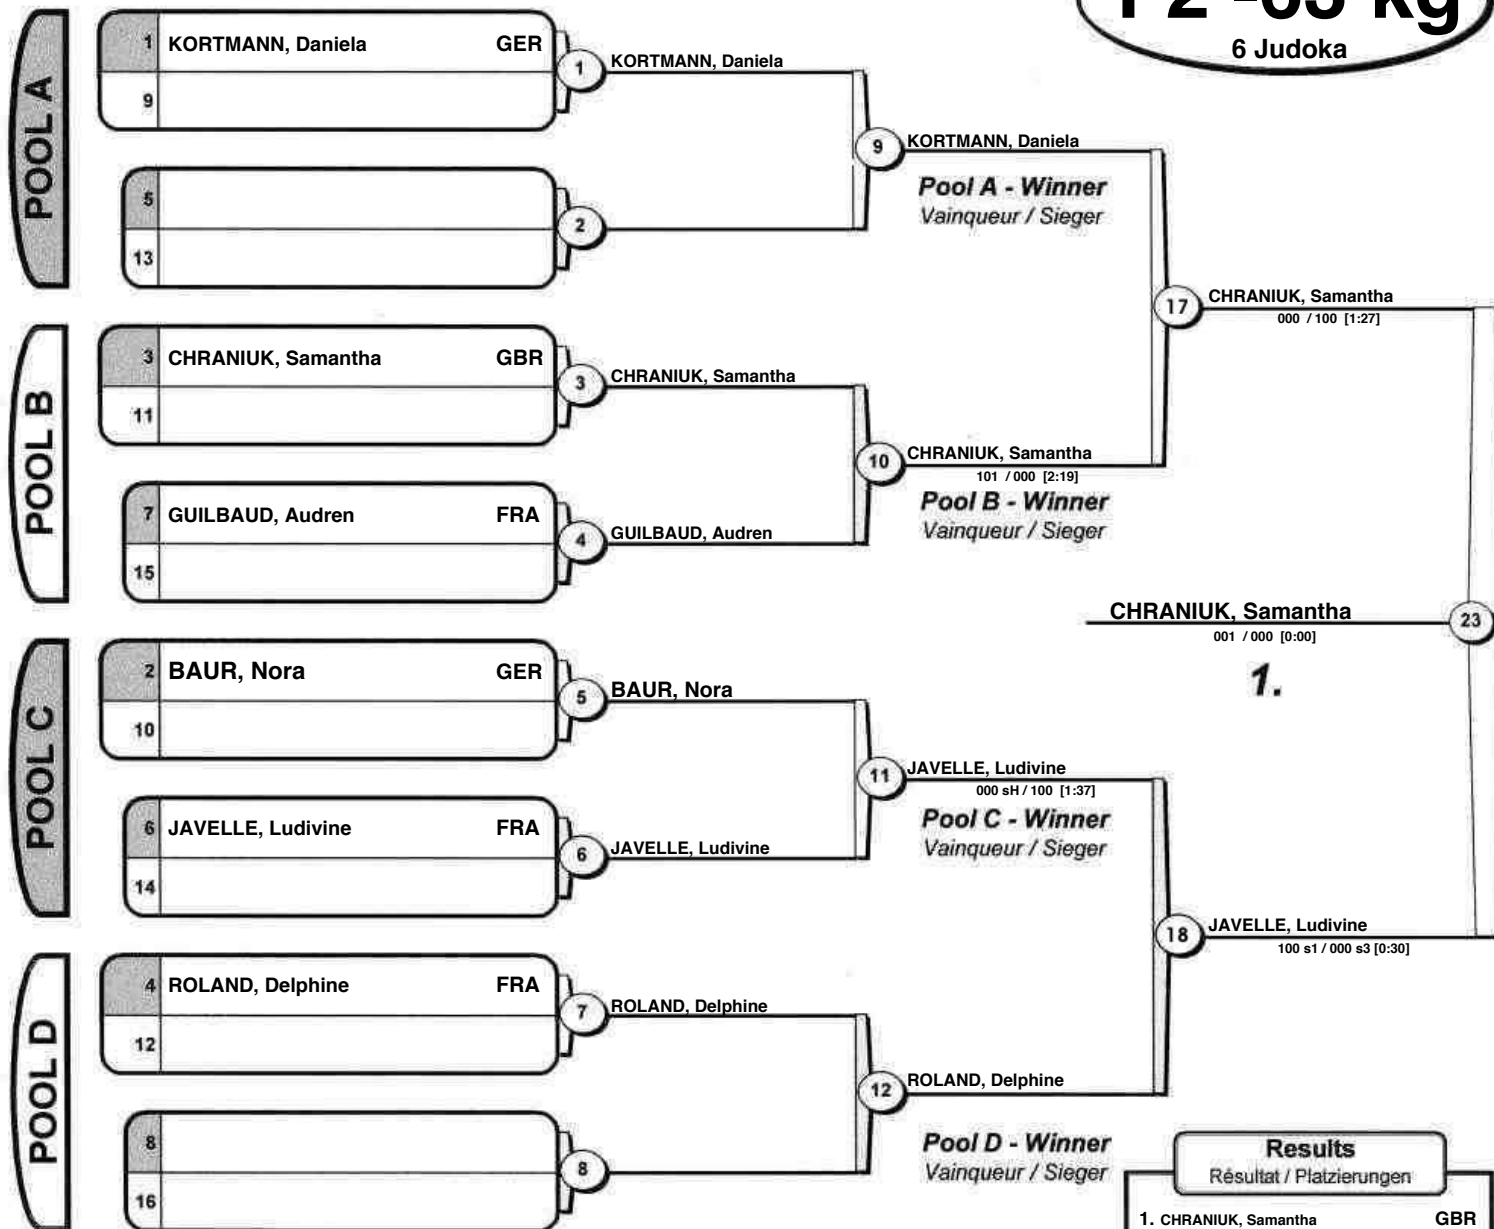 6 Judoka
POOL A
1 KORTMANN, Daniela GER
9
1 KORTMANN, Daniela
5
13
2
9 KORTMANN, Daniela
Pool A - Winner
Vainqueur / Sieger
POOL B
3 CHRANIUK, Samantha GBR
11
3 CHRANIUK, Samantha
7 GUILBAUD, Audren FRA
15
4 GUILBAUD, Audren
10 CHRANIUK, Samantha
101 / 000 [2:19]
Pool B - Winner
Vainqueur / Sieger
17 CHRANIUK, Samantha
000 / 100 [1:27]
CHRANIUK, Samantha 23
001 / 000 [0:00]
1.
POOL C
2 BAUR, Nora GER
10
5 BAUR, Nora
6 JAVELLE, Ludivine FRA
14
6 JAVELLE, Ludivine
11 JAVELLE, Ludivine
000 sH / 100 [1:37]
Pool C - Winner
Vainqueur / Sieger
18 JAVELLE, Ludivine
100 s1 / 000 s3 [0:30]
POOL D
4 ROLAND, Delphine FRA
12
7 ROLAND, Delphine
8
16
8
12 ROLAND, Delphine
Pool D - Winner
Vainqueur / Sieger
Results
Résultat / Platzierungen
1. CHRANIUK, Samantha GBR